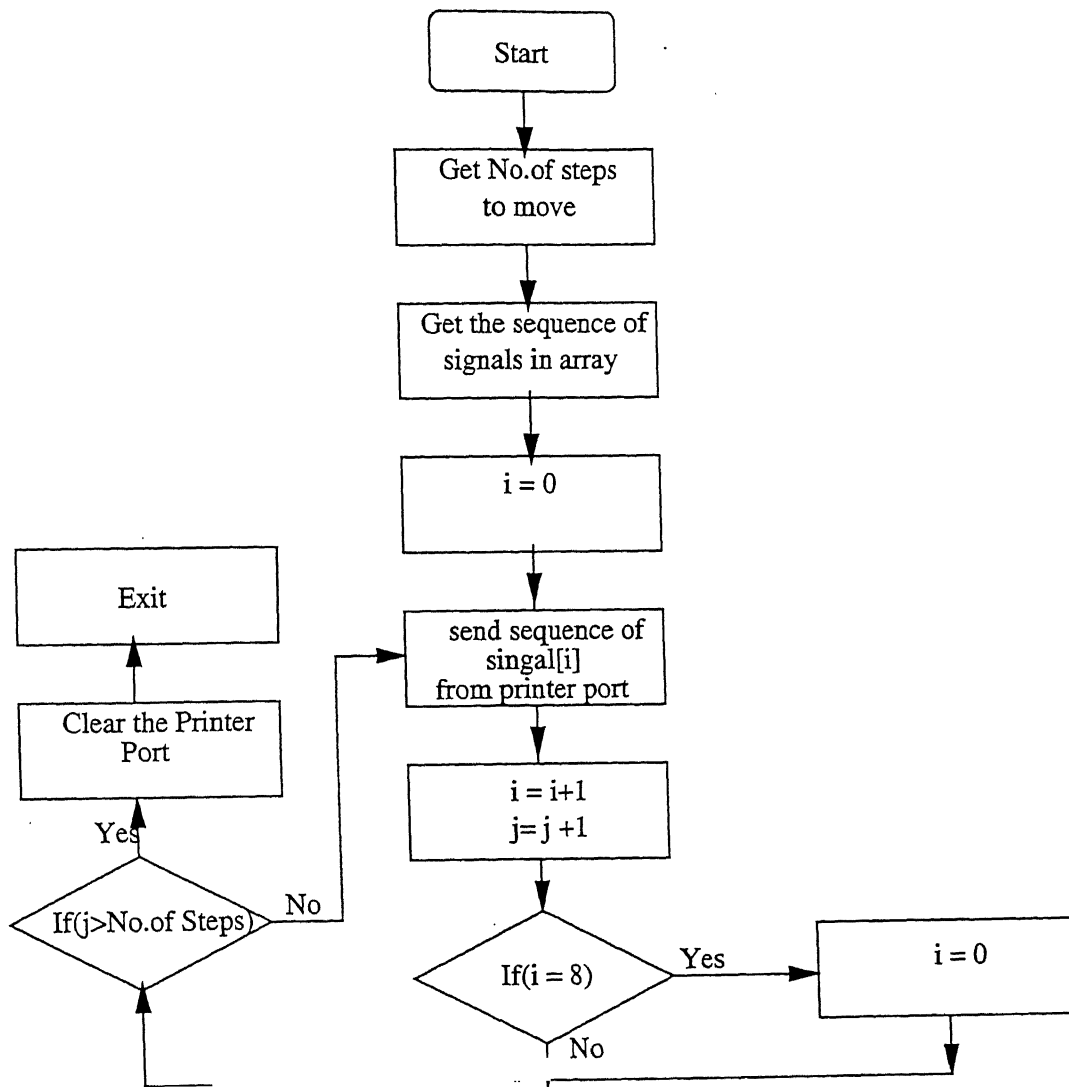 Start
Get No.of steps
to move
Get the sequence of
signals in array
i = 0
send sequence of
singal[i]
from printer port
i = i+1
j= j +1
If(i = 8)
Yes
i = 0
No
If(j>No.of Steps)
No
Yes
Clear the Printer
Port
Exit